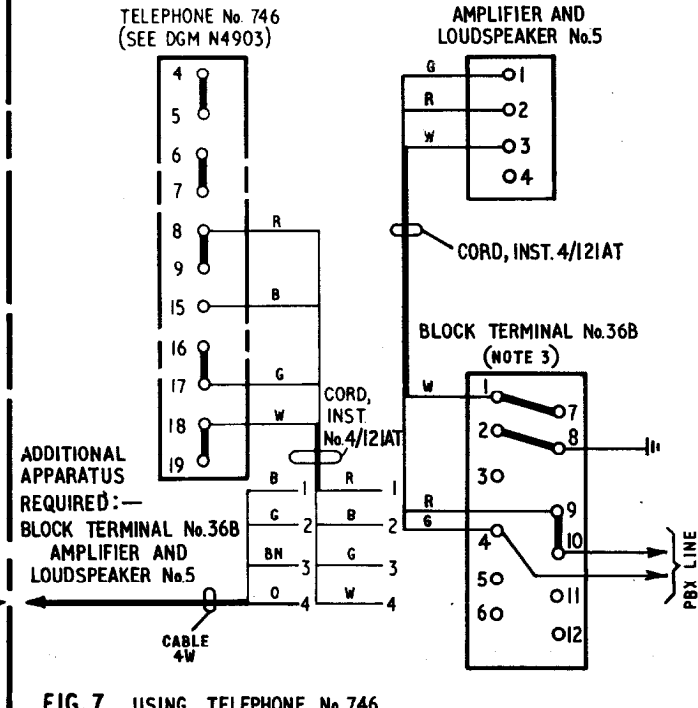 TELEPHONE No. 746
(SEE DGM N4903)
4
5
6
7
8
9
15
16
17
18
19
R
B
G
W
CORD,
INST.
No.4/121AT
AMPLIFIER AND
LOUDSPEAKER No.5
G
R
W
1
2
3
4
CORD, INST. 4/121AT
BLOCK TERMINAL No.36B
(NOTE 3)
W
R
G
1
2
3
4
5
6
7
8
9
10
11
12
PBX LINE
ADDITIONAL
APPARATUS
REQUIRED:—
BLOCK TERMINAL No.36B
AMPLIFIER AND
LOUDSPEAKER No.5
B 1 R 1
G 2 B 2
BN 3 G 3
O 4 W 4
CABLE
4W
FIG 7 USING TELEPHONE No 746